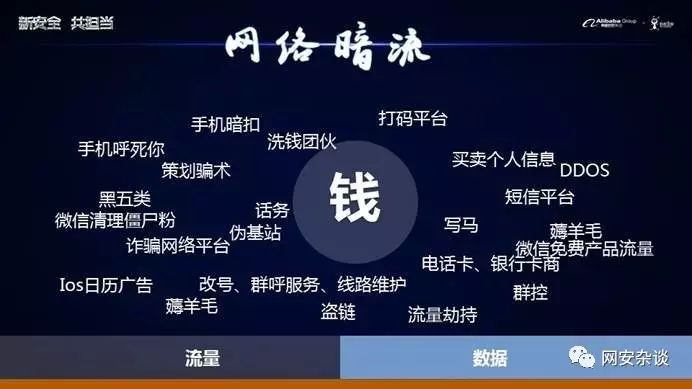 新安全 共担当
Alibaba Group
网络暗流
打码平台
手机暗扣
洗钱团伙
手机呼死你
策划骗术
买卖个人信息
DDOS
钱
黑五类
短信平台
微信清理僵尸粉
话务
伪基站
写马
薅羊毛
诈骗网络平台
微信免费产品流量
电话卡、银行卡商
Ios日历广告
改号、群呼服务、线路维护
群控
薅羊毛
盗链
流量劫持
流量
数据
网安杂谈